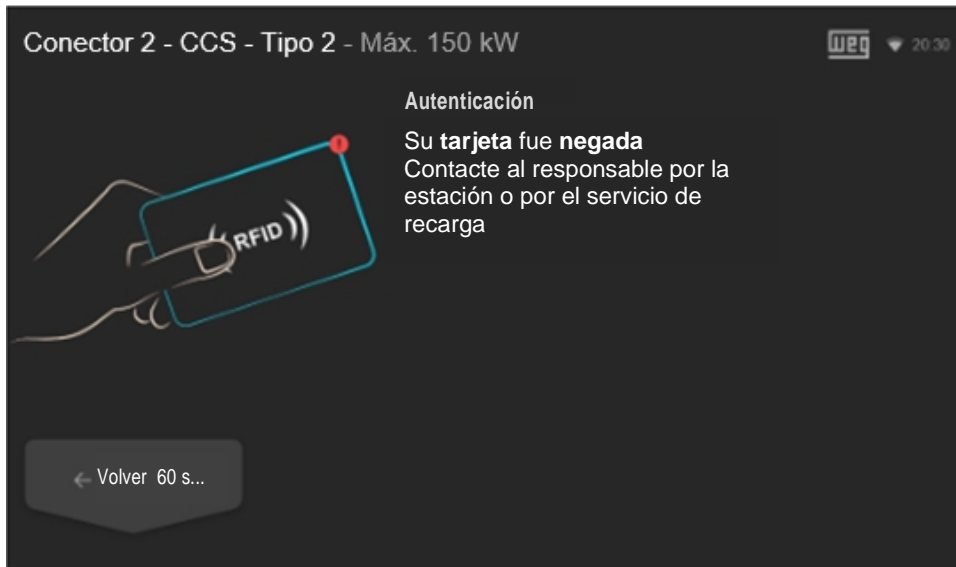 Conector 2 - CCS - Tipo 2 - Máx. 150 kW
WEG 20:30
Autenticación
Su tarjeta fue negada
Contacte al responsable por la
estación o por el servicio de
recarga
RFID
← Volver 60 s...